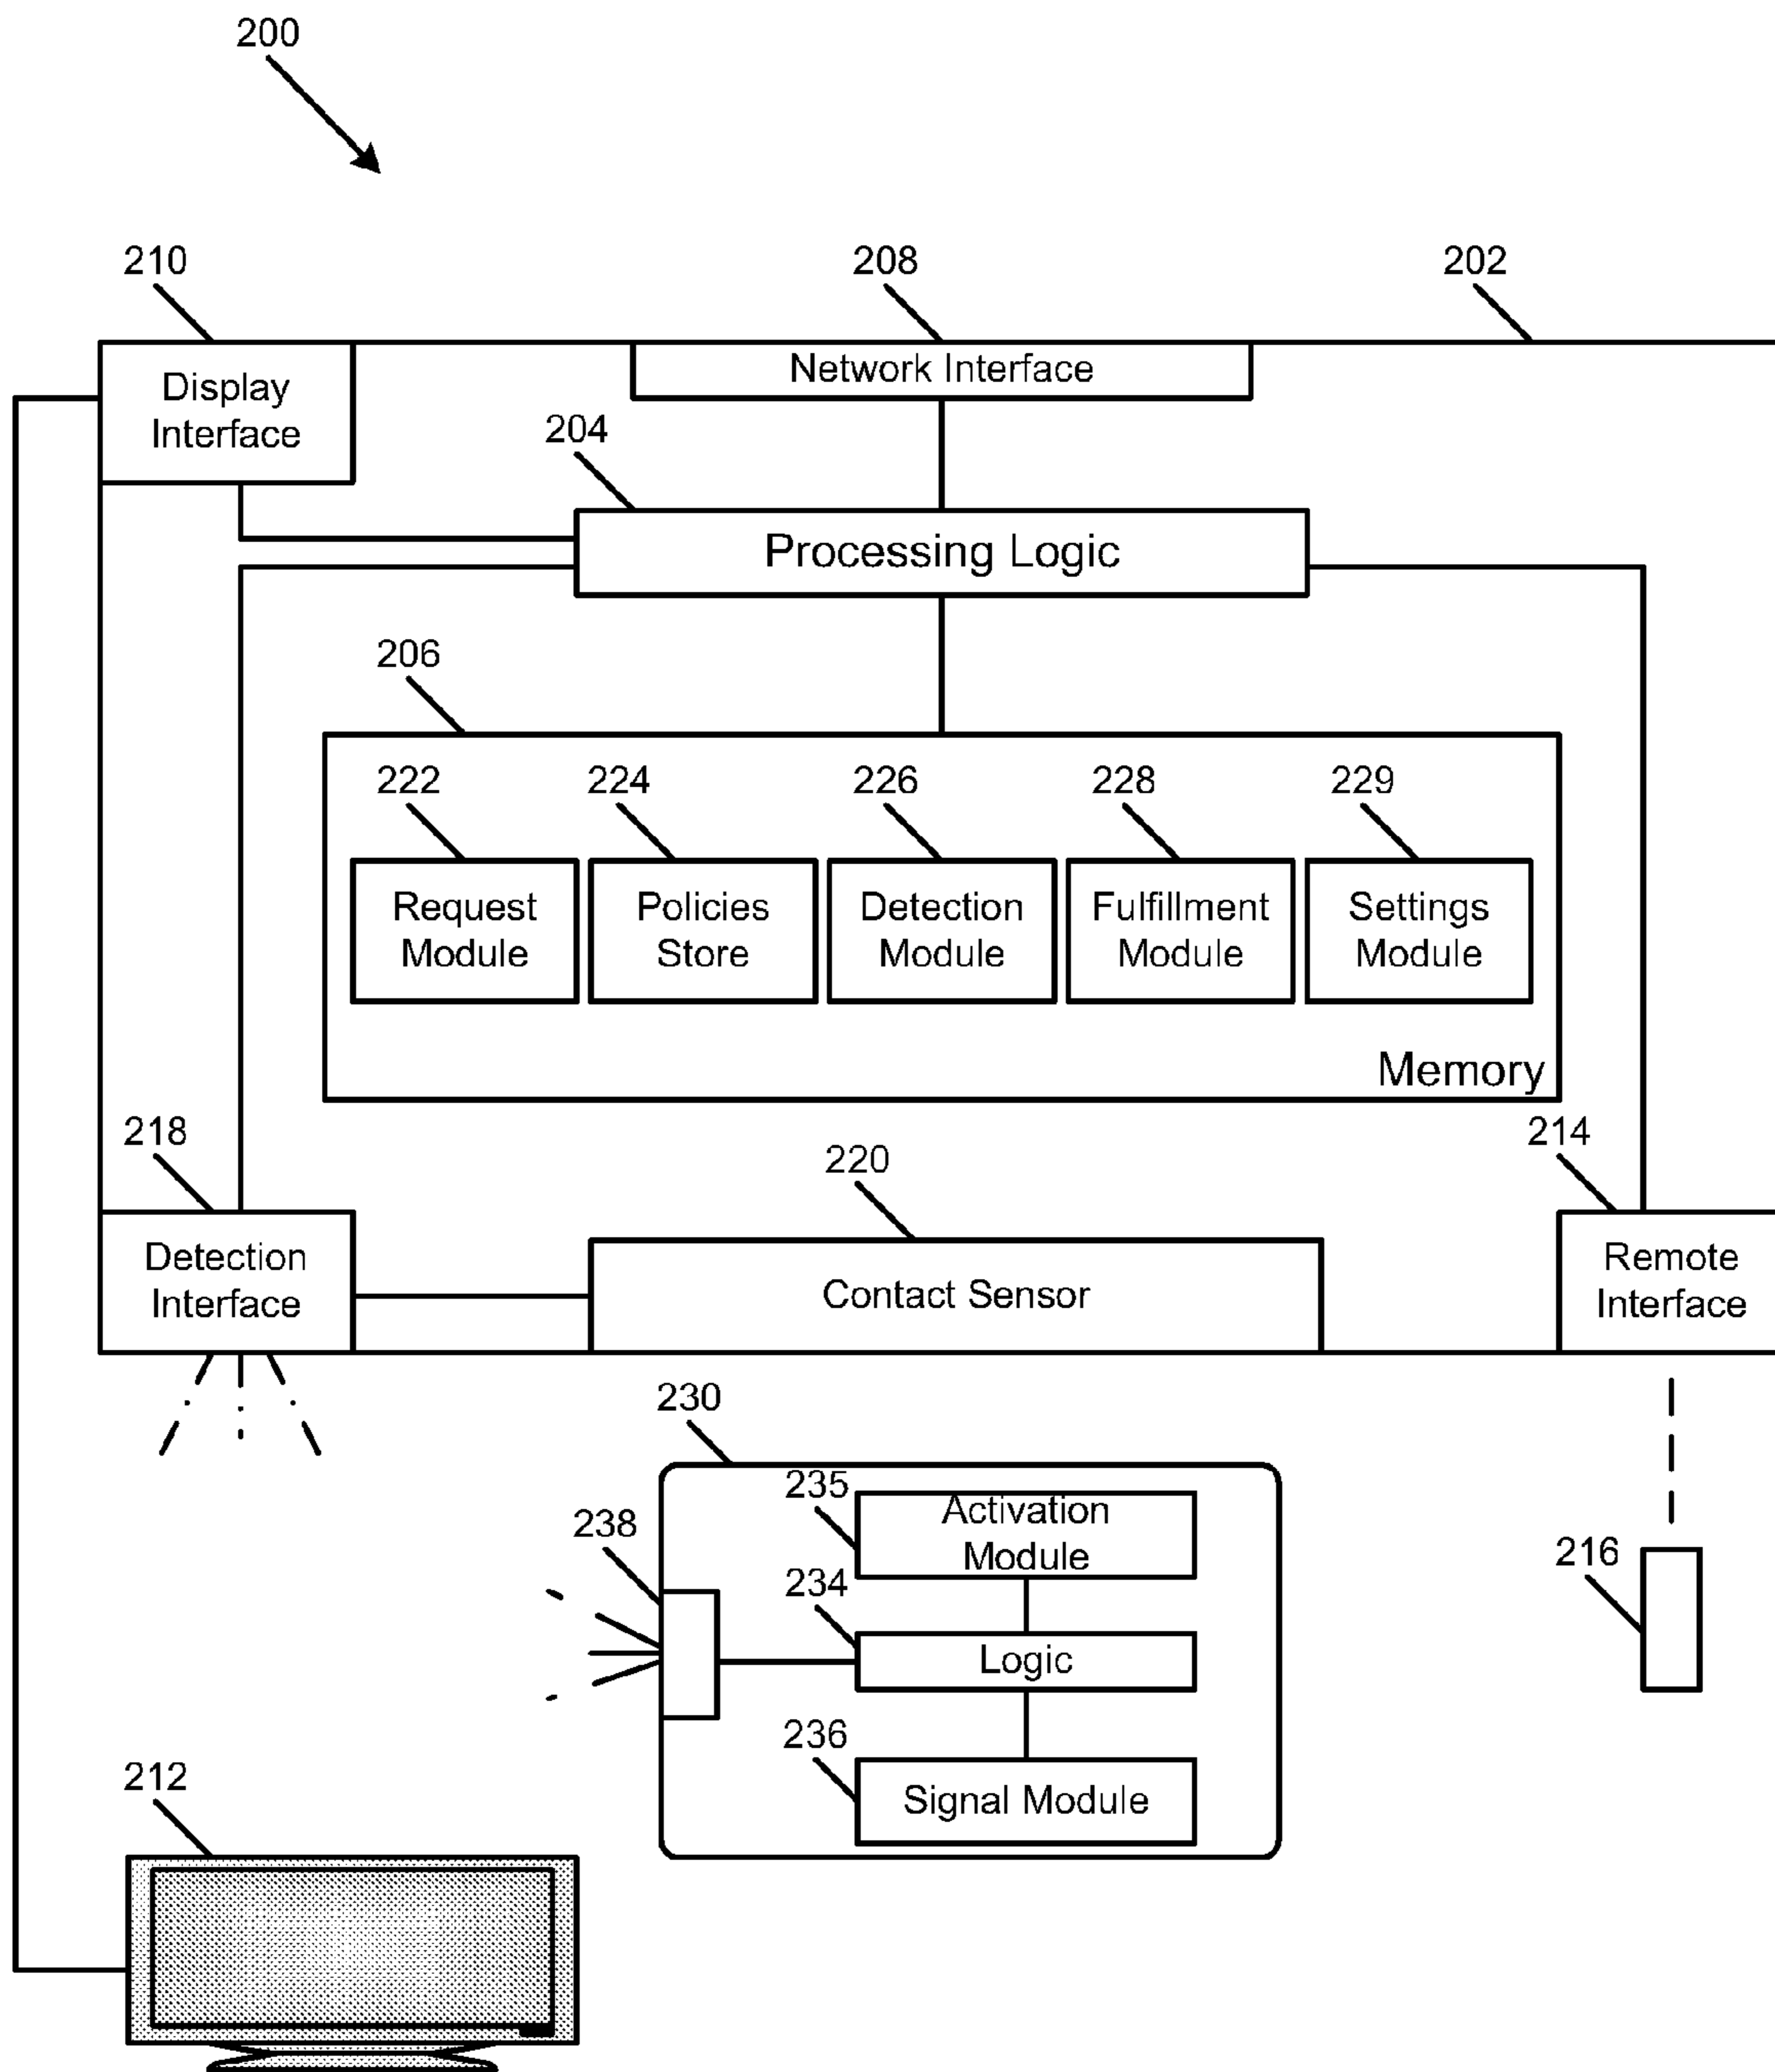 200
210
208
202
Display
Interface
Network Interface
204
Processing Logic
206
222
224
226
228
229
Request
Module
Policies
Store
Detection
Module
Fulfillment
Module
Settings
Module
Memory
218
220
214
Detection
Interface
Contact Sensor
Remote
Interface
230
235
Activation
Module
238
234
Logic
216
236
Signal Module
212